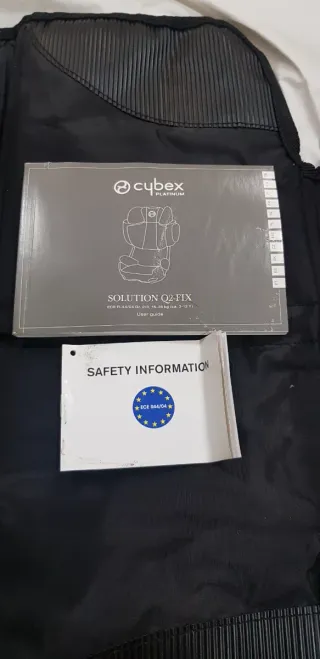 cybex
PLATINUM
SOLUTION Q2-FIX
User guide
SAFETY INFORMATION
ECE R44/04